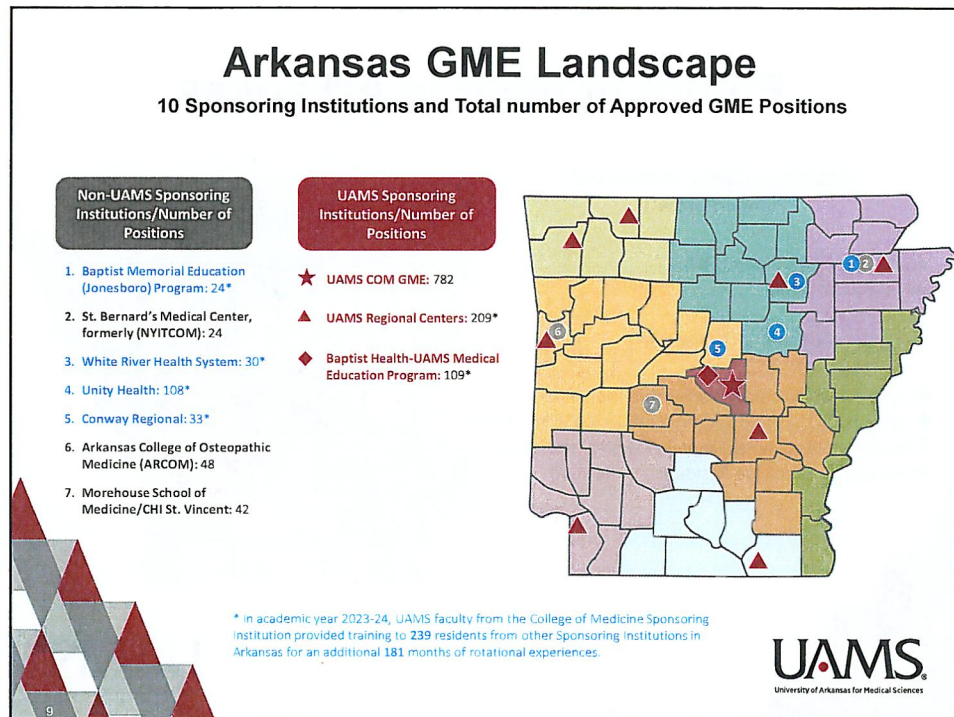 Arkansas GME Landscape
10 Sponsoring Institutions and Total number of Approved GME Positions
Non-UAMS Sponsoring
Institutions/Number of
Positions
1. Baptist Memorial Education
(Jonesboro) Program: 24*
2. St. Bernard's Medical Center,
formerly (NYITCOM): 24
3. White River Health System: 30*
4. Unity Health: 108*
5. Conway Regional: 33*
6. Arkansas College of Osteopathic
Medicine (ARCOM): 48
7. Morehouse School of
Medicine/CHI St. Vincent: 42
UAMS Sponsoring
Institutions/Number of
Positions
UAMS COM GME: 782
UAMS Regional Centers: 209*
Baptist Health-UAMS Medical
Education Program: 109*
1 2
3
4
5
6
7
* In academic year 2023-24, UAMS faculty from the College of Medicine Sponsoring
Institution provided training to 239 residents from other Sponsoring Institutions in
Arkansas for an additional 181 months of rotational experiences.
UAMS®
University of Arkansas for Medical Sciences
9